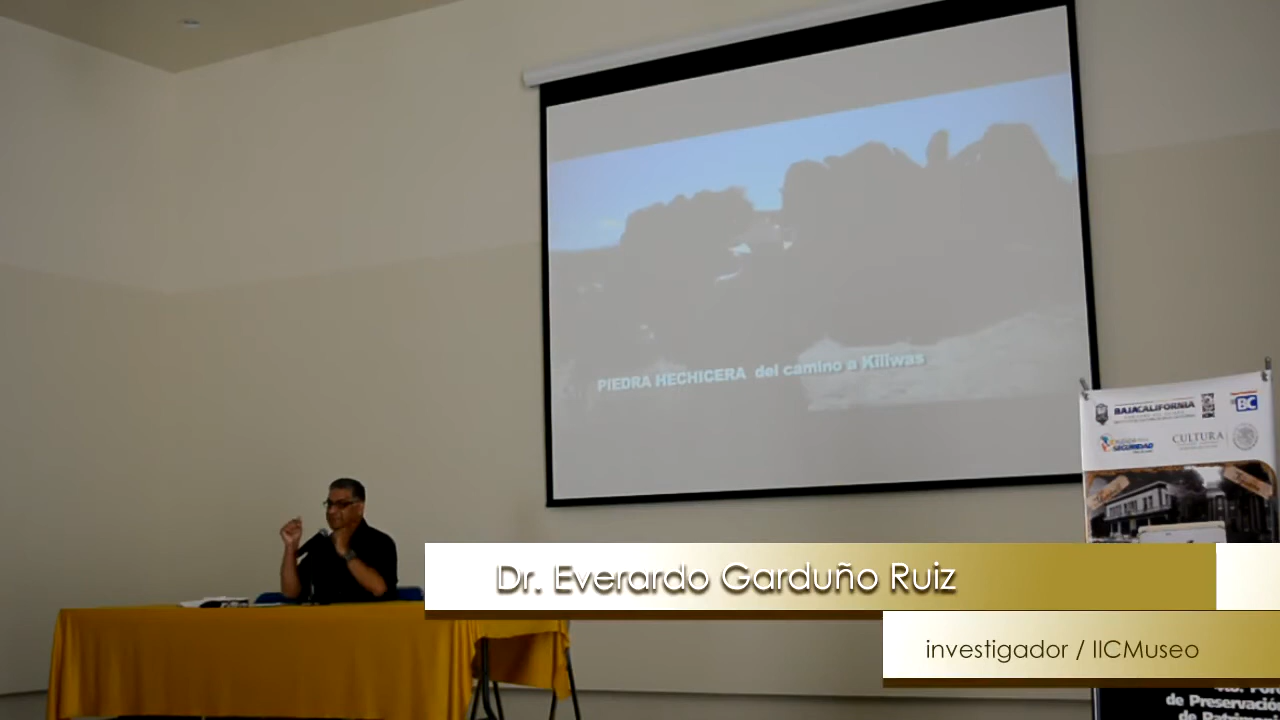 PIEDRA HECHICERA del camino a Kiliwas
BAJACALIFORNIA
BC
SEGURIDAD
CULTURA
Dr. Everardo Garduño Ruiz
investigador / IICMuseo
de Preservación